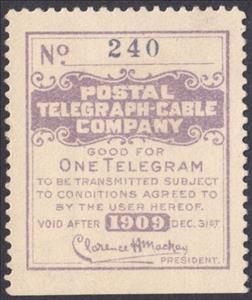 No. 240
POSTAL
TELEGRAPH-CABLE
COMPANY
GOOD FOR
ONE TELEGRAM
TO BE TRANSMITTED SUBJECT
TO CONDITIONS AGREED TO
BY THE USER HEREOF.
VOID AFTER 1909 DEC. 31ST
Clarence H Mackay
PRESIDENT.